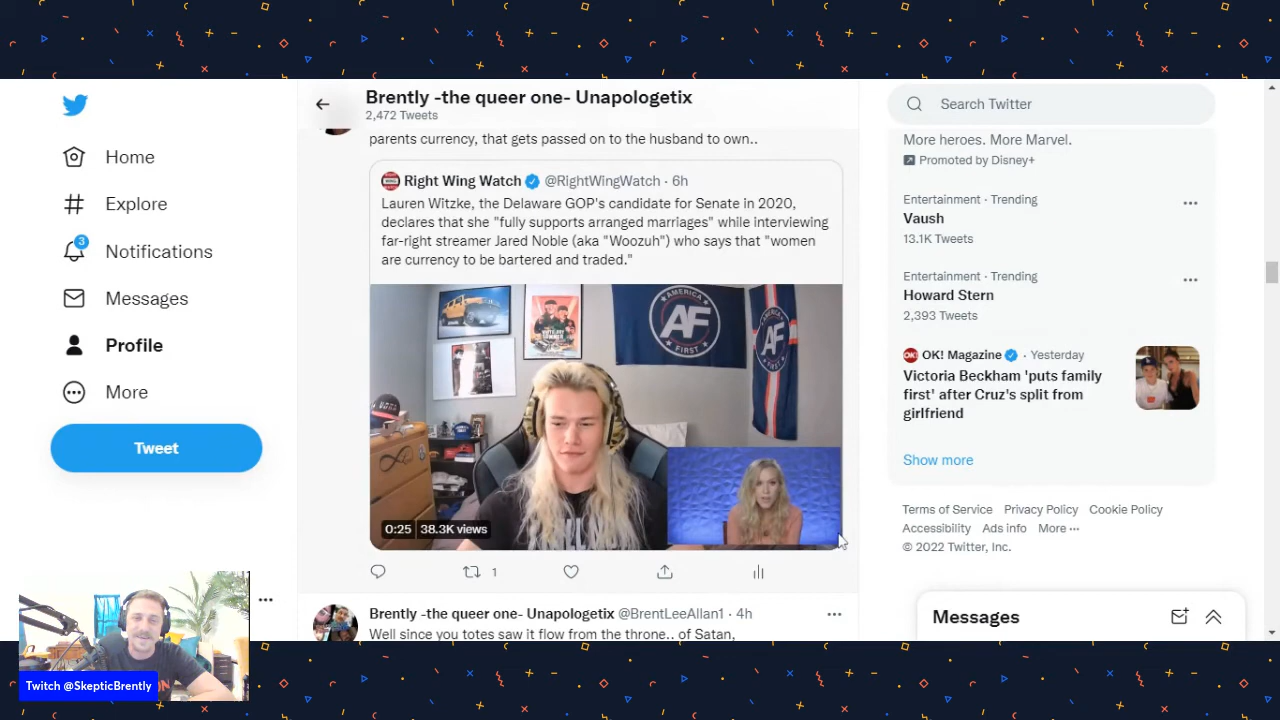 Home
Explore
3
Notifications
Messages
Profile
More
Tweet
Twitch @SkepticBrently
Brently -the queer one- Unapologetix
2,472 Tweets
parents currency, that gets passed on to the husband to own..
Right Wing Watch @RightWingWatch · 6h
Lauren Witzke, the Delaware GOP's candidate for Senate in 2020,
declares that she "fully supports arranged marriages" while interviewing
far-right streamer Jared Noble (aka "Woozuh") who says that "women
are currency to be bartered and traded."
AMERICA
AF
FIRST
AF
FIRST
0:25 38.3K views
1
Brently -the queer one- Unapologetix @BrentLeeAllan1 · 4h
Well since you totes saw it flow from the throne.. of Satan,
Search Twitter
More heroes. More Marvel.
Promoted by Disney+
Entertainment · Trending
Vaush
13.1K Tweets
Entertainment · Trending
Howard Stern
2,393 Tweets
OK! Magazine · Yesterday
Victoria Beckham 'puts family
first' after Cruz's split from
girlfriend
Show more
Terms of Service Privacy Policy Cookie Policy
Accessibility Ads info More ···
© 2022 Twitter, Inc.
Messages